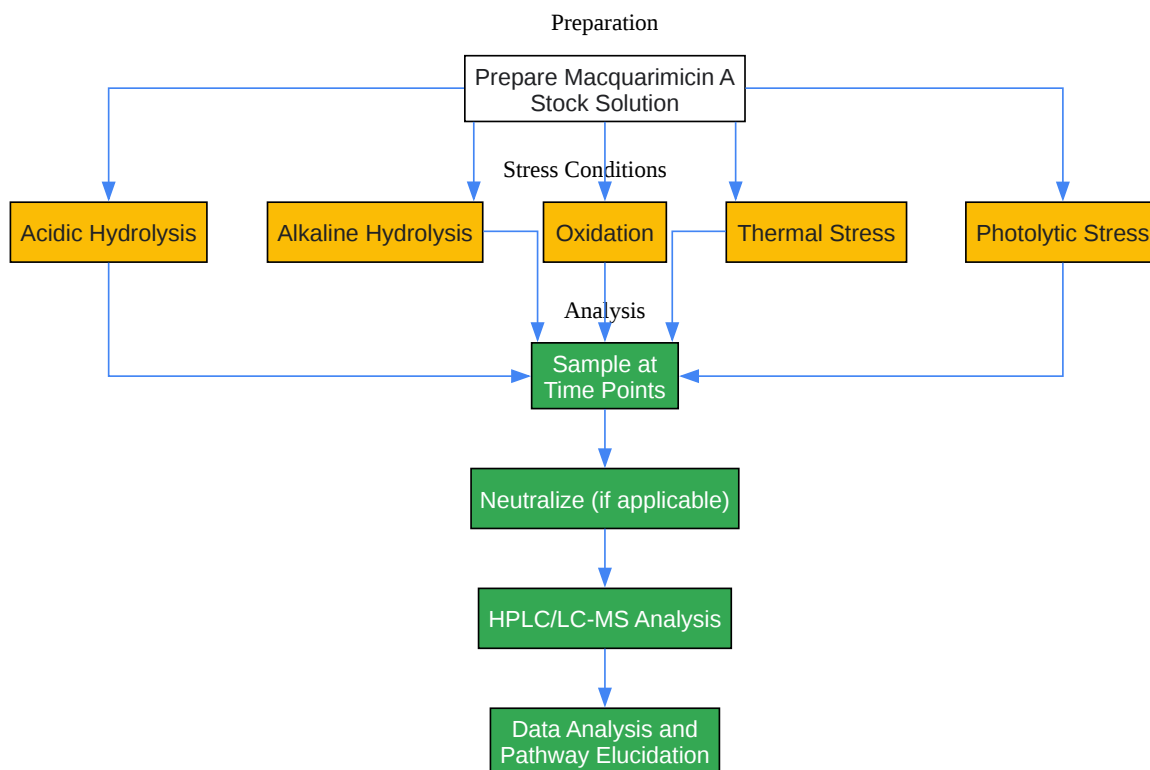 Preparation
Prepare Macquarimicin A
Stock Solution
Stress Conditions
Acidic Hydrolysis
Alkaline Hydrolysis
Oxidation
Thermal Stress
Photolytic Stress
Analysis
Sample at
Time Points
Neutralize (if applicable)
HPLC/LC-MS Analysis
Data Analysis and
Pathway Elucidation